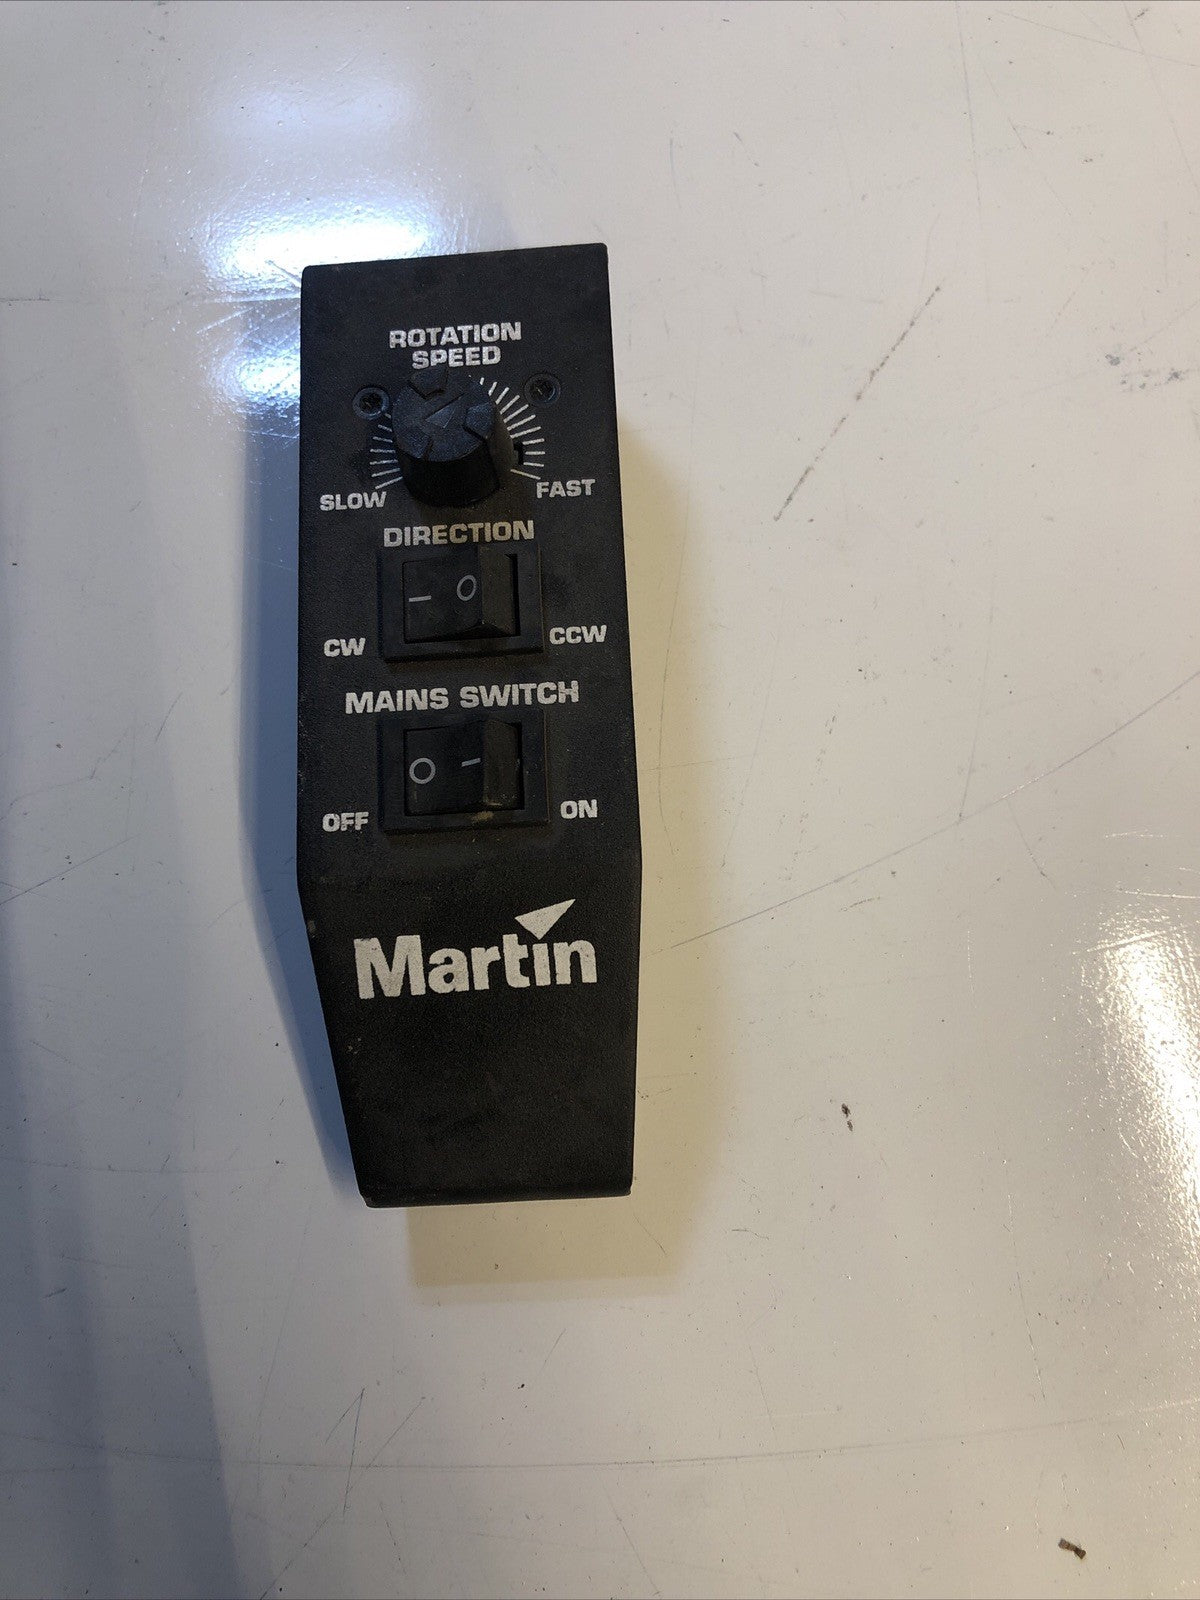 ROTATION
SPEED
SLOW FAST
DIRECTION
– O
CW CCW
MAINS SWITCH
O –
OFF ON
Martin